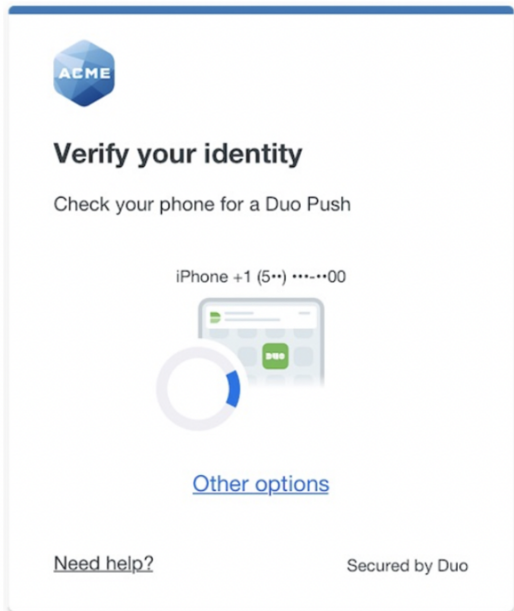 ACME
Verify your identity
Check your phone for a Duo Push
iPhone +1 (5••) •••-••00
DUO
Other options
Need help?
Secured by Duo